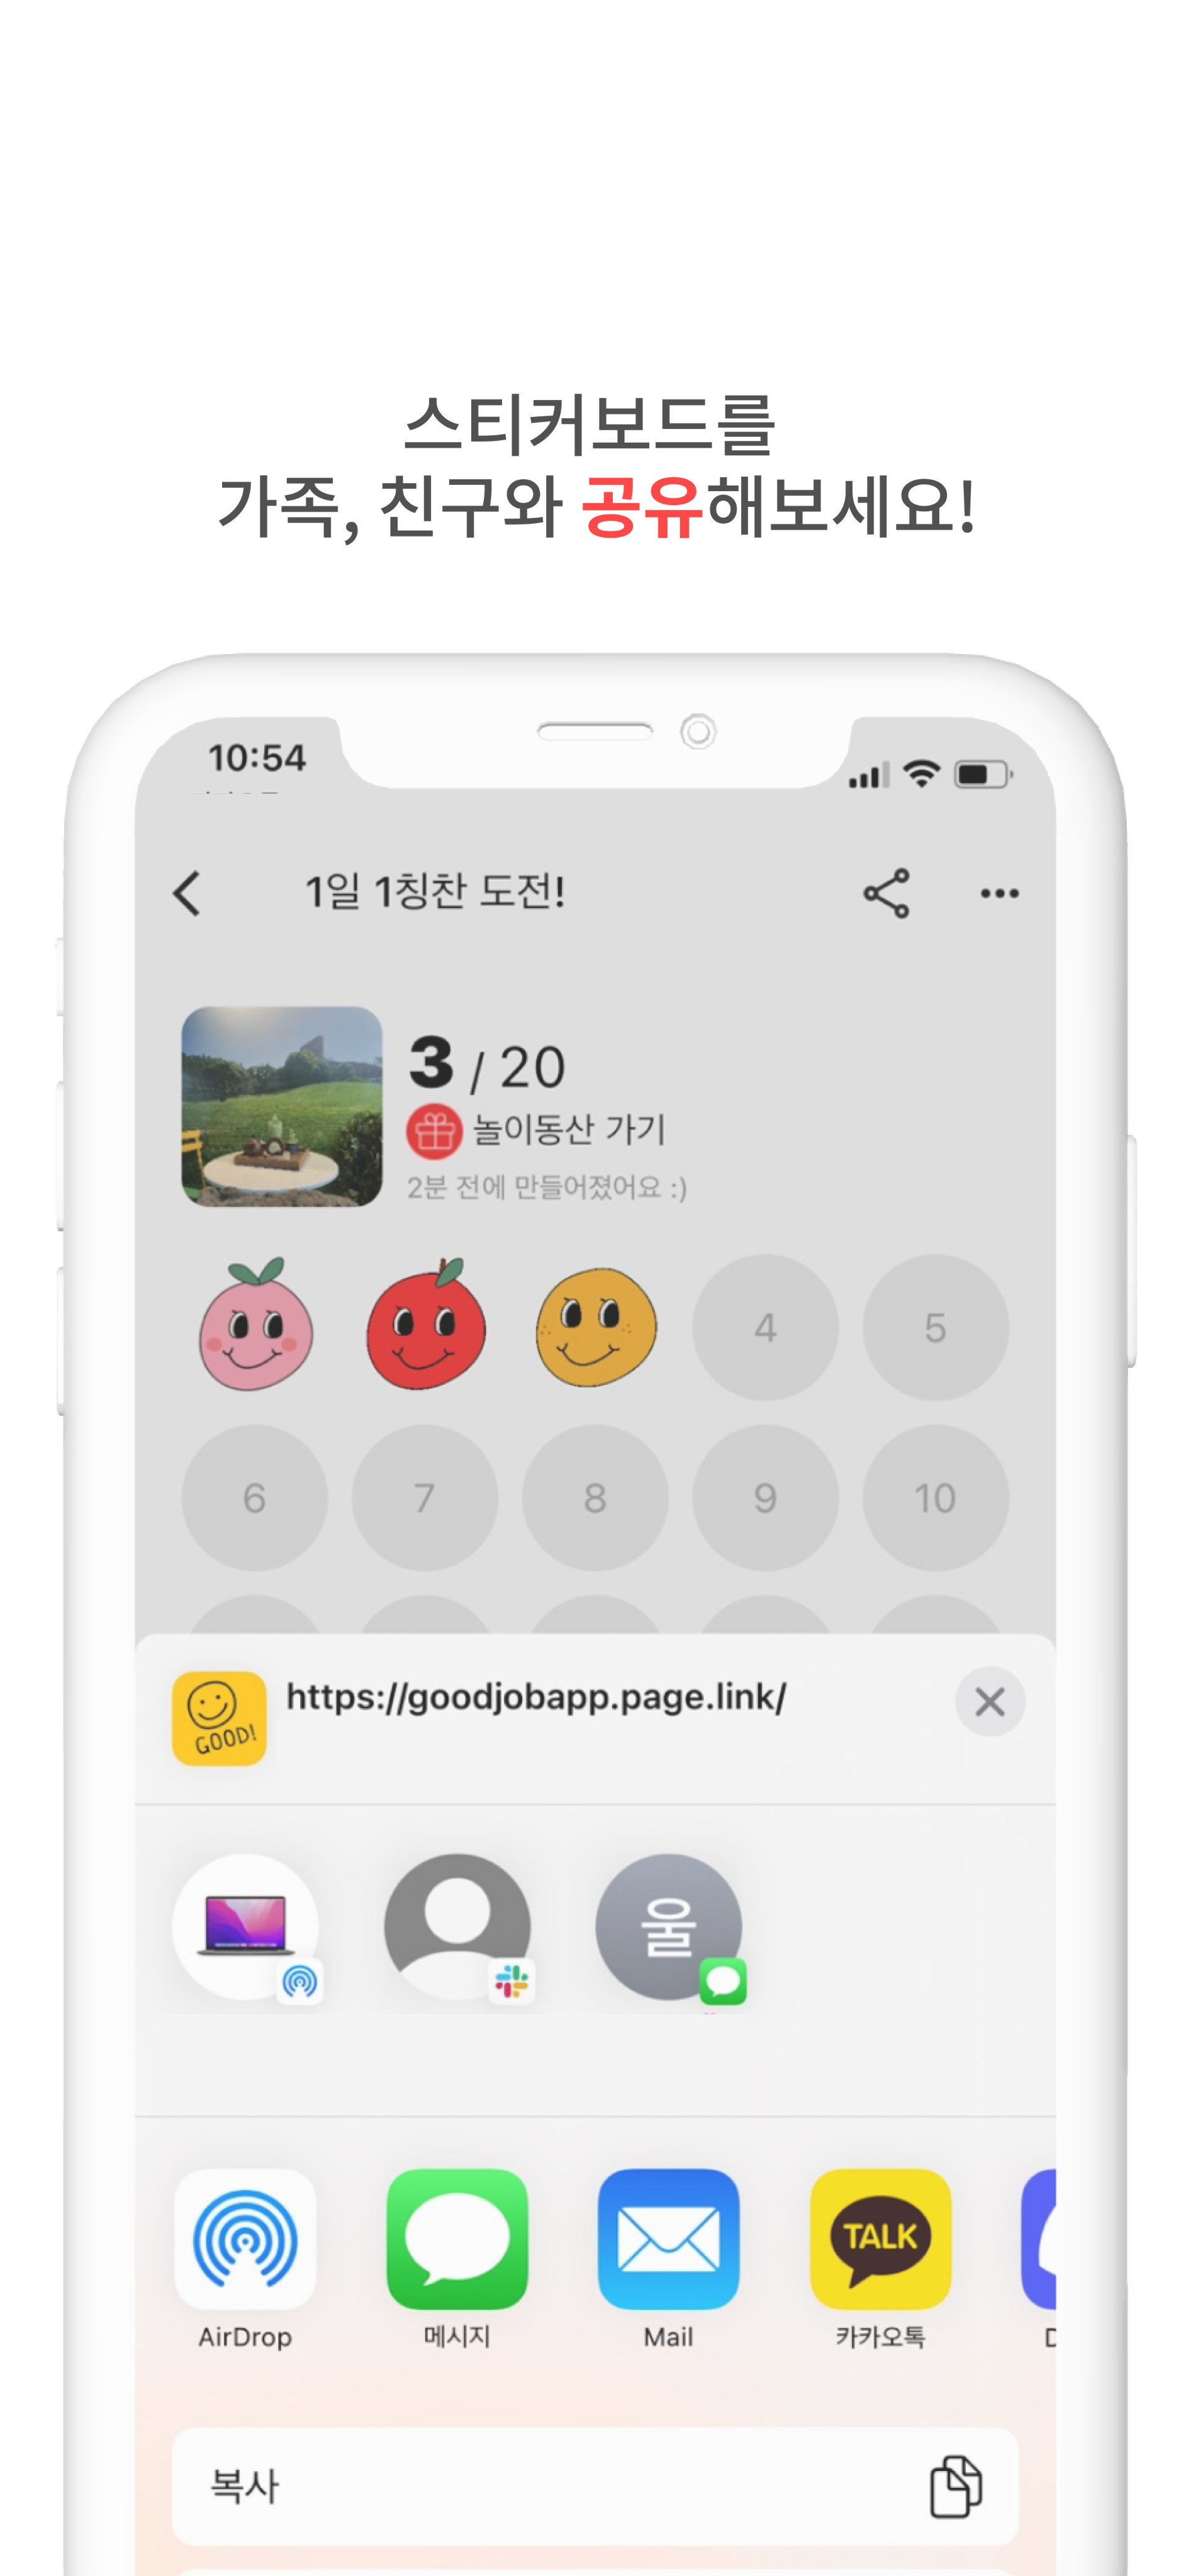 스티커보드를
가족, 친구와 공유해보세요!
10:54
1일 1칭찬 도전!
3 / 20
놀이동산 가기
2분 전에 만들어졌어요 :)
4
5
6
7
8
9
10
GOOD!
https://goodjobapp.page.link/
울
TALK
AirDrop
메시지
Mail
카카오톡
복사